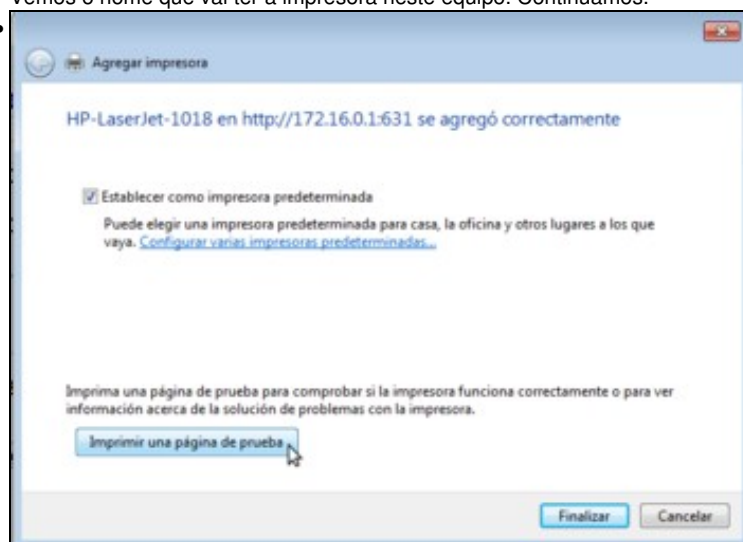 Vemos o nome que vai ter a impresora neste equipo. Continuamos.
Agregar impresora
HP-LaserJet-1018 en http://172.16.0.1:631 se agregó correctamente
Establecer como impresora predeterminada
Puede elegir una impresora predeterminada para casa, la oficina y otros lugares a los que
vaya. Configurar varias impresoras predeterminadas...
Imprima una página de prueba para comprobar si la impresora funciona correctamente o para ver
información acerca de la solución de problemas con la impresora.
Imprimir una página de prueba
Finalizar Cancelar